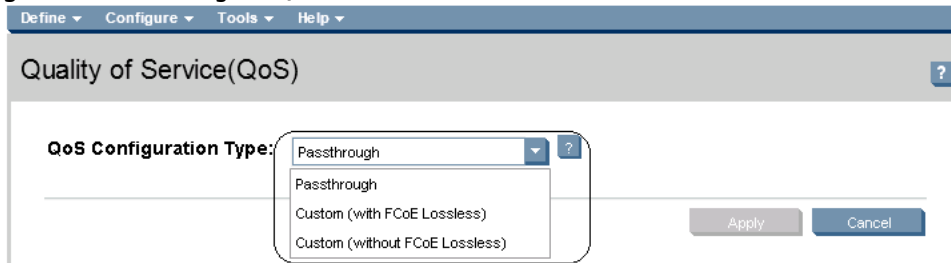 Define Configure Tools Help
Quality of Service(QoS)
?
QoS Configuration Type: Passthrough ?
Passthrough
Custom (with FCoE Lossless)
Custom (without FCoE Lossless)
Apply Cancel